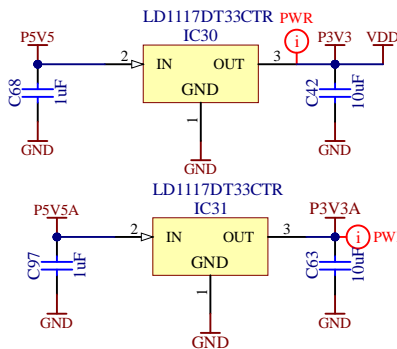 LD1117DT33CTR
IC30
PWR
P5V5
P3V3
VDD
2
IN
OUT
3
GND
C68
1uF
1
C42
10uF
GND
GND
GND
LD1117DT33CTR
IC31
P5V5A
P3V3A
2
IN
OUT
3
i PW
GND
C97
1uF
1
C63
10uF
GND
GND
GND